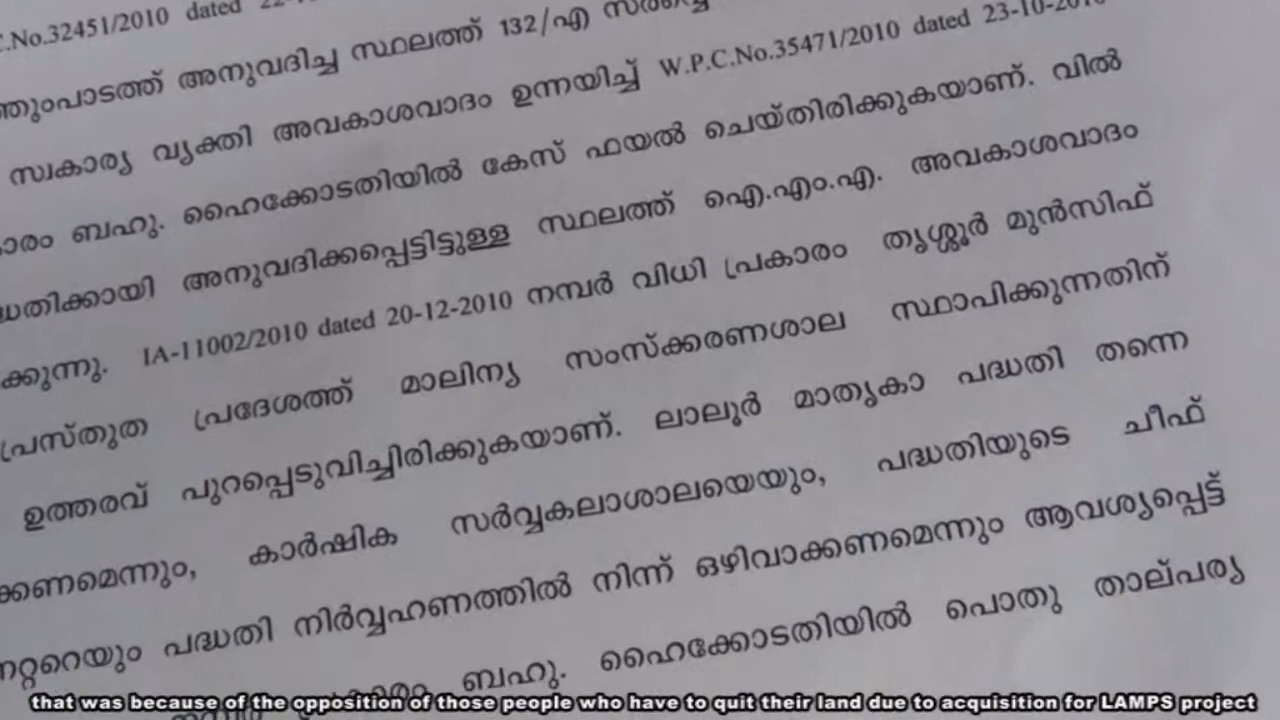 C.No.32451/2010 dated
അനുവദിച്ച സ്ഥലത്ത് 132/എ
സ്വകാര്യ വ്യക്തി അവകാശവാദം ഉന്നയിച്ച് W.P.C.No.35471/2010 dated 23-10-2010
ബഹു. ഹൈക്കോടതിയിൽ കേസ് ഫയൽ ചെയ്തിരിക്കുകയാണ്. വിൽ
അനുവദിക്കപ്പെട്ടിട്ടുള്ള സ്ഥലത്ത് ഐ.എം.എ. അവകാശവാദം
ക്കുന്നു. IA-11002/2010 dated 20-12-2010 നമ്പർ വിധി പ്രകാരം തൃശ്ശൂർ മുൻസിഫ്
പ്രസ്തുത പ്രദേശത്ത് മാലിന്യ സംസ്ക്കരണശാല സ്ഥാപിക്കുന്നതിന്
ഉത്തരവ് പുറപ്പെടുവിച്ചിരിക്കുകയാണ്. ലാലൂർ മാതൃകാ പദ്ധതി തന്നെ
ക്കണമെന്നും, കാർഷിക സർവ്വകലാശാലയെയും, പദ്ധതിയുടെ ചീഫ്
പദ്ധതി നിർവ്വഹണത്തിൽ നിന്ന് ഒഴിവാക്കണമെന്നും ആവശ്യപ്പെട്ട്
ബഹു. ഹൈക്കോടതിയിൽ പൊതു താല്പര്യ
that was because of the opposition of those people who have to quit their land due to acquisition for LAMPS project